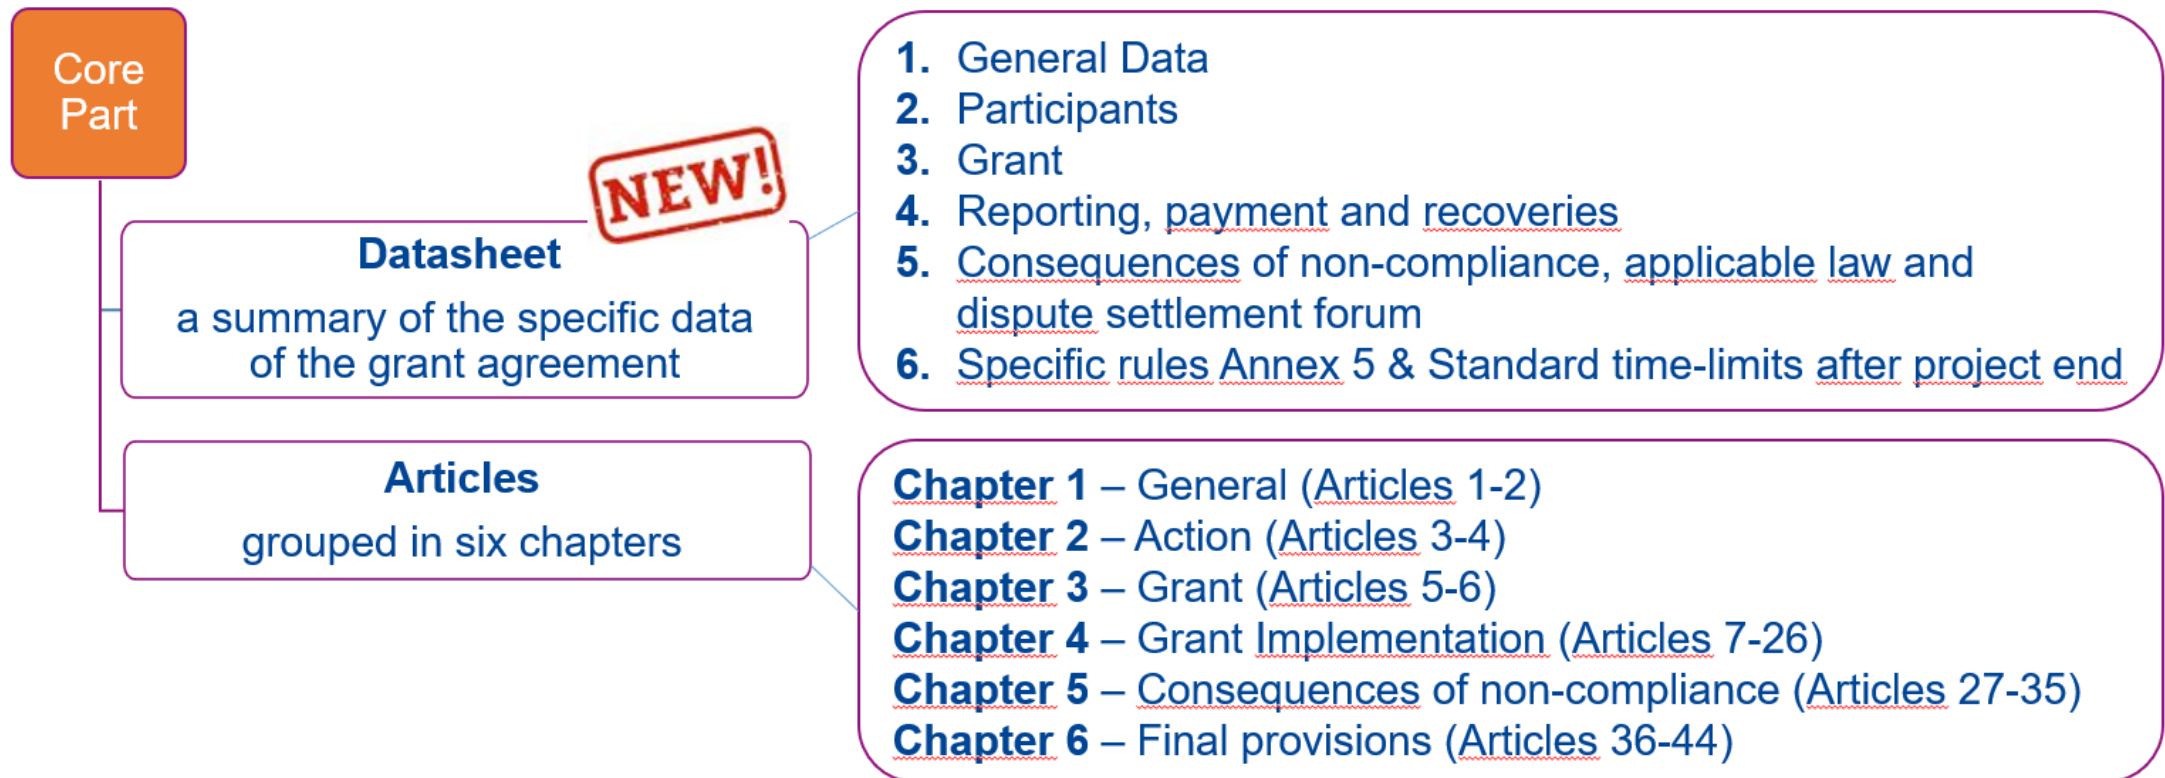 Core
Part
NEW!
Datasheet
a summary of the specific data
of the grant agreement
1. General Data
2. Participants
3. Grant
4. Reporting, payment and recoveries
5. Consequences of non-compliance, applicable law and
dispute settlement forum
6. Specific rules Annex 5 & Standard time-limits after project end
Articles
grouped in six chapters
Chapter 1 – General (Articles 1-2)
Chapter 2 – Action (Articles 3-4)
Chapter 3 – Grant (Articles 5-6)
Chapter 4 – Grant Implementation (Articles 7-26)
Chapter 5 – Consequences of non-compliance (Articles 27-35)
Chapter 6 – Final provisions (Articles 36-44)